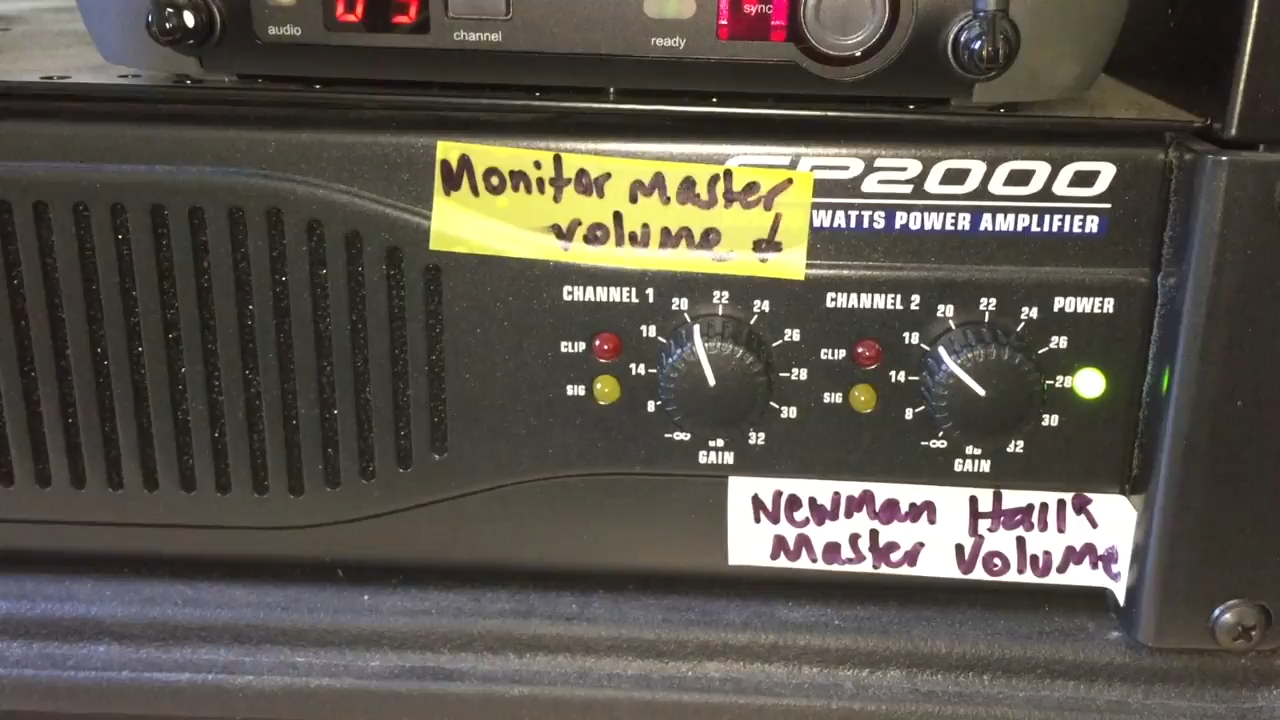 audio
03
channel
ready
sync
Monitor Master
volume
P2000
WATTS POWER AMPLIFIER
CHANNEL 1
CLIP
SIG
-∞
8
14
18
20
22
24
26
28
30
32
dB
GAIN
CHANNEL 2
CLIP
SIG
-∞
8
14
18
20
22
24
26
28
30
32
dB
GAIN
POWER
Newman Hall
Master Volume